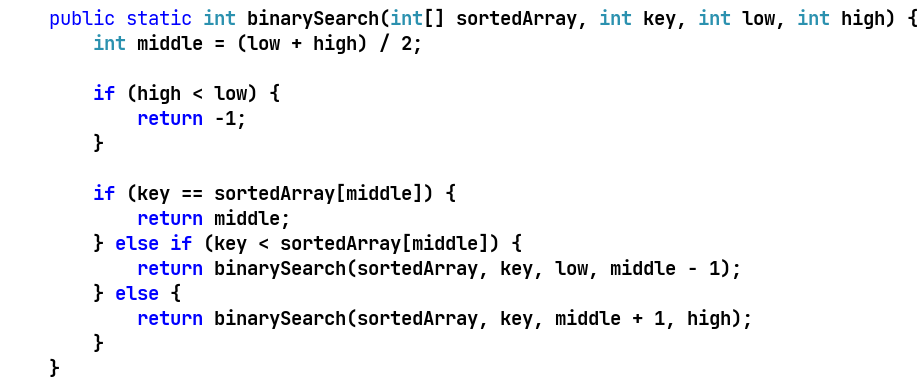 public static int binarySearch(int[] sortedArray, int key, int low, int high) {
    int middle = (low + high) / 2;

    if (high < low) {
        return -1;
    }

    if (key == sortedArray[middle]) {
        return middle;
    } else if (key < sortedArray[middle]) {
        return binarySearch(sortedArray, key, low, middle - 1);
    } else {
        return binarySearch(sortedArray, key, middle + 1, high);
    }
}